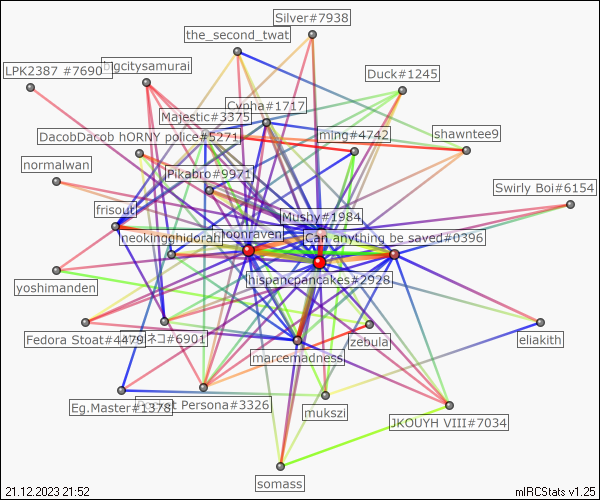 Silver#7938
the_second_twat
LPK2387 #7690
bigcitysamurai
Duck#1245
Cypha#1717
Majestic#3375
DacobDacob hORNY police#5271
ming#4742
shawntee9
normalwan
Pikabro#9971
Swirly Boi#6154
frisout
Mushy#1984
neokingghidorah
moonraven
Can anything be saved#0396
yoshimanden
hispancpancakes#2928
Fedora Stoat#4479
ネコ#6901
zebula
eliakith
marcemadness
Eg.Master#1378
Persona#3326
mukszi
JKOUYH VIII#7034
somass
21.12.2023 21:52
mIRCStats v1.25